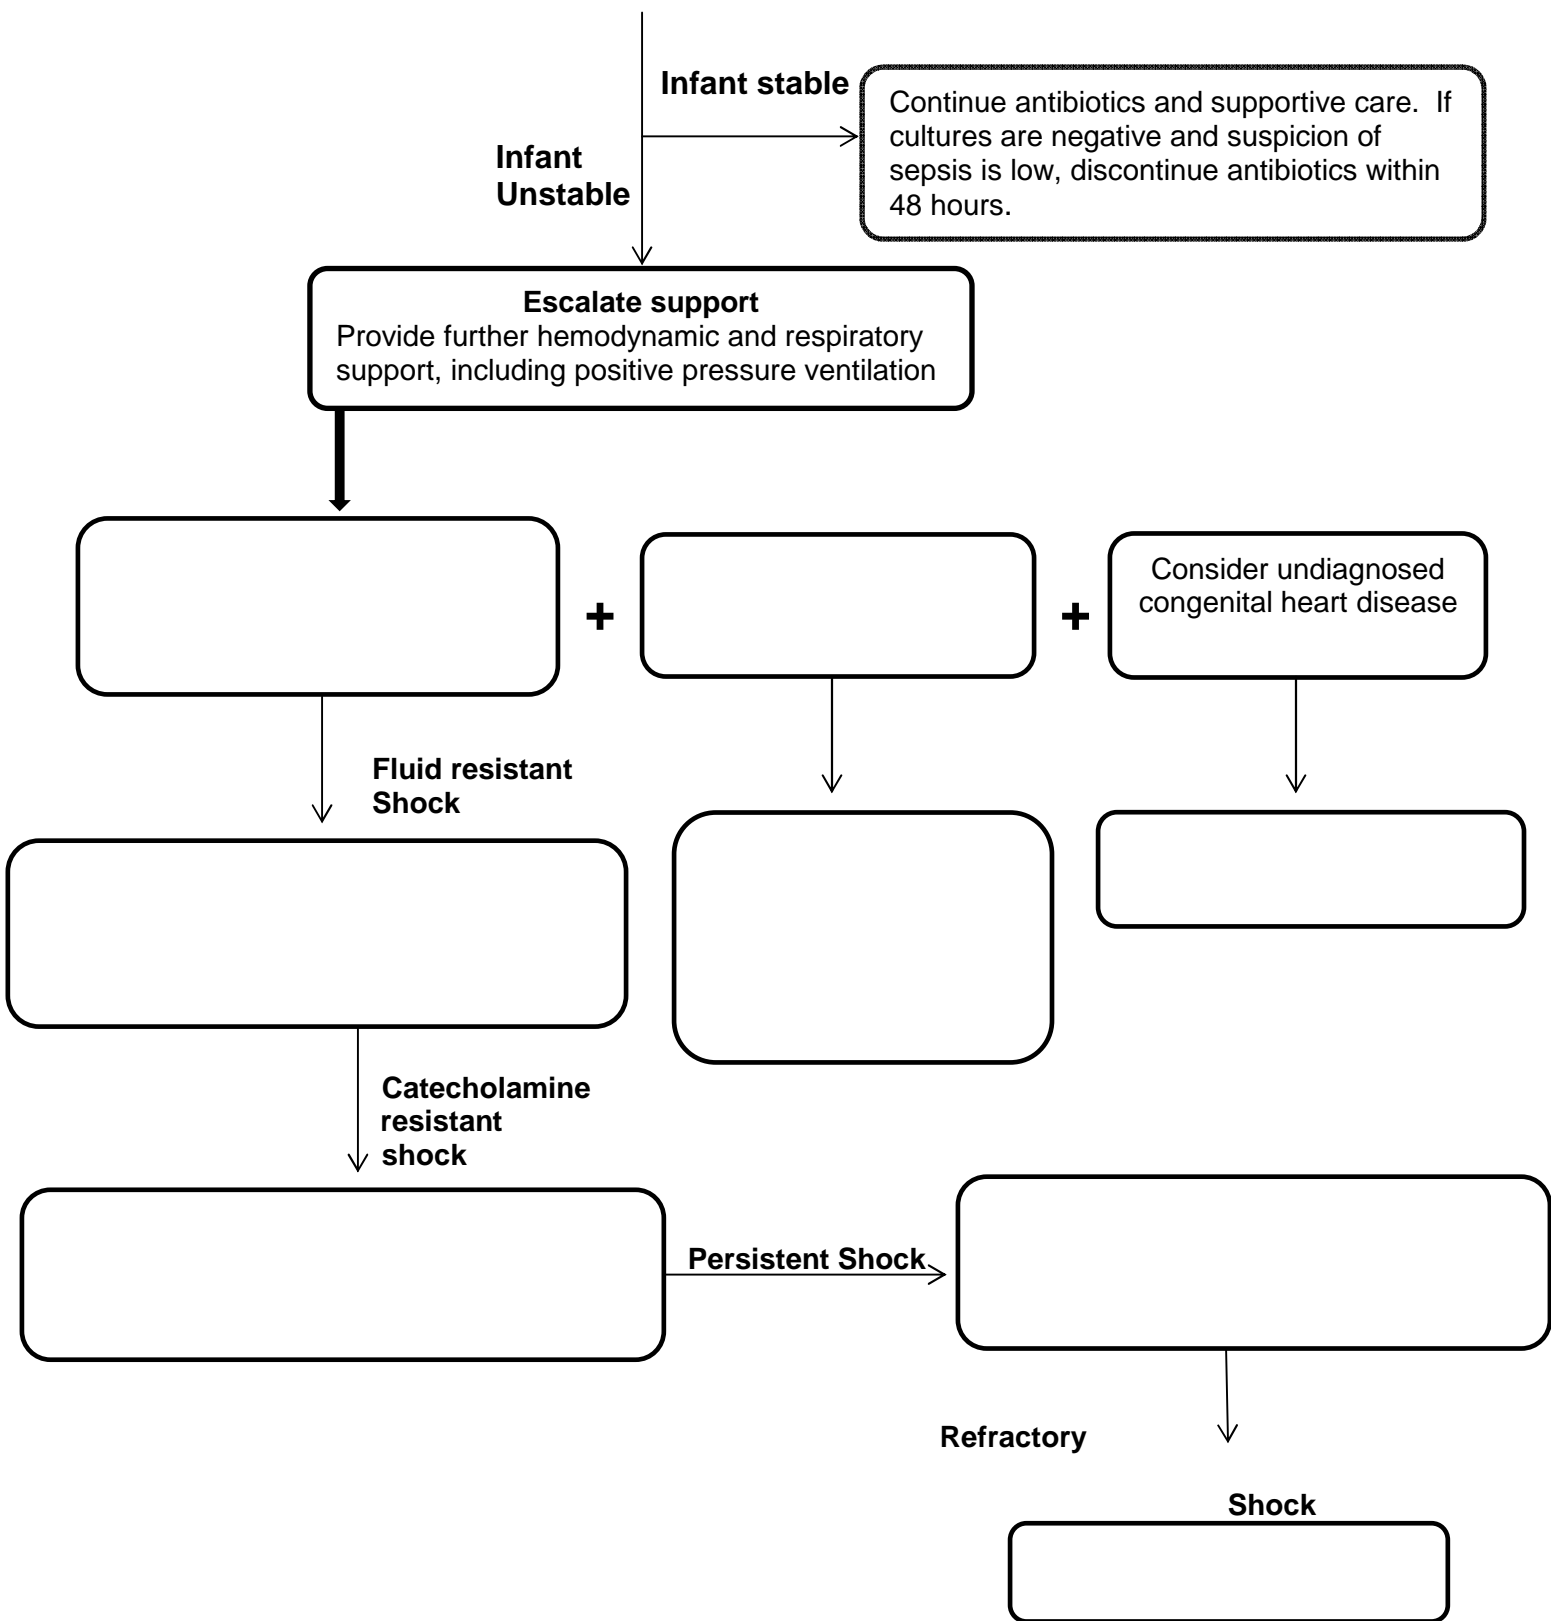 Infant stable
Continue antibiotics and supportive care. If
cultures are negative and suspicion of
sepsis is low, discontinue antibiotics within
48 hours.
Infant
Unstable
Escalate support
Provide further hemodynamic and respiratory
support, including positive pressure ventilation
+
+
Consider undiagnosed
congenital heart disease
Fluid resistant
Shock
Catecholamine
resistant
shock
Persistent Shock
Refractory
Shock